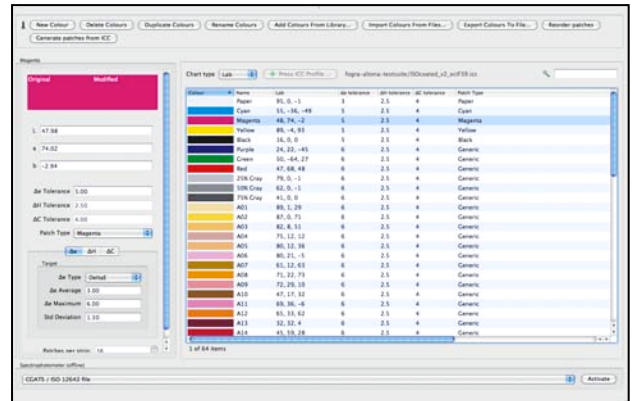 New Colour Delete Colours Duplicate Colours Rename Colours Add Colours From Library... Import Colours From Files... Export Colours To File... Reorder patches
Generate patches from ICC
Magenta
Original Modified
L 47.98
a 74.02
b -2.94
Δe Tolerance 5.00
ΔH Tolerance 2.50
ΔC Tolerance 4.00
Patch Type Magenta
Δe ΔH ΔC
Target
Δe Type DeltaE
Δe Average 3.00
Δe Maximum 6.00
Std Deviation 1.50
Patches per strip: 16
Chart type Lab Press ICC Profile... fogra-altona-testsuite/ISOcoated_v2_eciF39.icc
Colour Name Lab Δe tolerance ΔH tolerance ΔC tolerance Patch Type
Paper 95, 0, -1 3 2.5 4 Paper
Cyan 55, -36, -49 5 2.5 4 Cyan
Magenta 48, 74, -2 5 2.5 4 Magenta
Yellow 89, -4, 93 5 2.5 4 Yellow
Black 16, 0, 0 5 2.5 4 Black
Purple 24, 22, -45 6 2.5 4 Generic
Green 50, -64, 27 6 2.5 4 Generic
Red 47, 68, 48 6 2.5 4 Generic
25% Gray 79, 0, -1 6 2.5 4 Generic
50% Gray 62, 0, -1 6 2.5 4 Generic
75% Gray 41, 0, 0 6 2.5 4 Generic
A01 89, 1, 29 6 2.5 4 Generic
A02 87, 0, 71 6 2.5 4 Generic
A03 82, 8, 51 6 2.5 4 Generic
A04 75, 12, 12 6 2.5 4 Generic
A05 80, 12, 36 6 2.5 4 Generic
A06 80, 21, -5 6 2.5 4 Generic
A07 61, 12, 63 6 2.5 4 Generic
A08 71, 22, 73 6 2.5 4 Generic
A09 72, 29, 10 6 2.5 4 Generic
A10 47, 17, 32 6 2.5 4 Generic
A11 69, 36, -6 6 2.5 4 Generic
A12 65, 33, 62 6 2.5 4 Generic
A13 32, 32, 4 6 2.5 4 Generic
A14 45, 59, 28 6 2.5 4 Generic
1 of 64 items
Spectrophotometer (offline)
CGATS / ISO 12642 file Activate